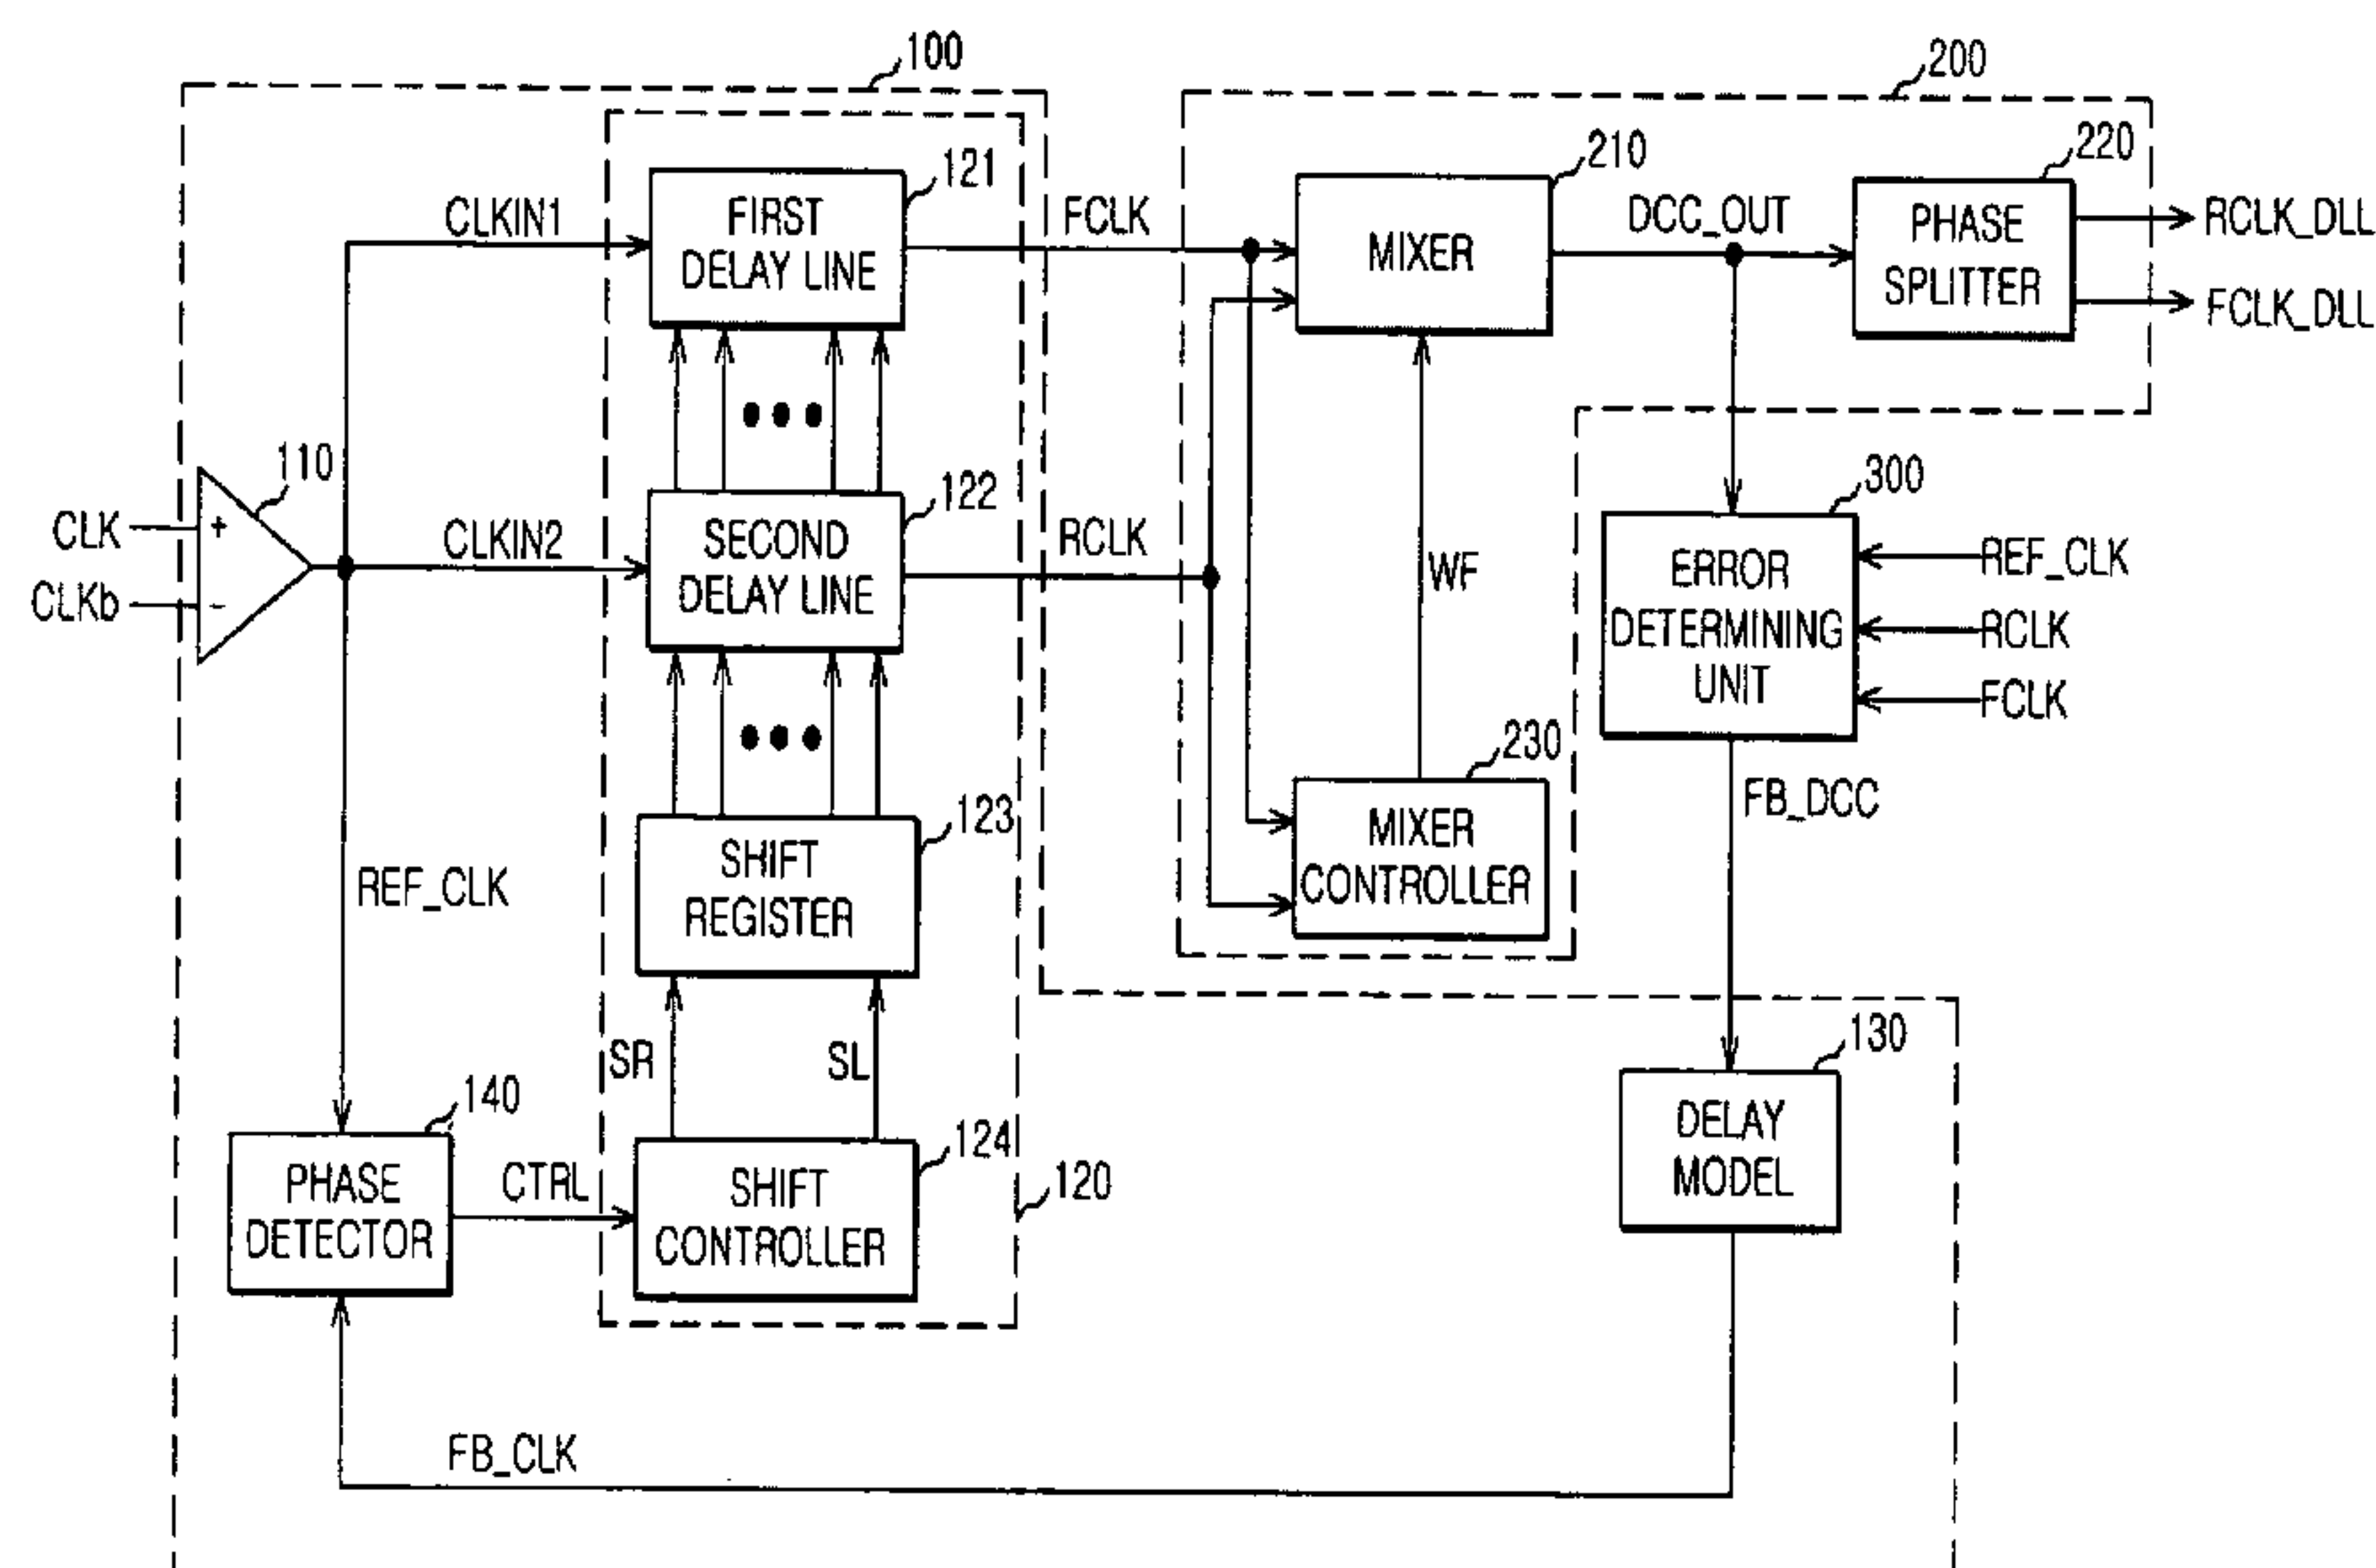 100
200
121
210
220
CLKIN1
FIRST
DELAY LINE
FCLK
MIXER
DCC_OUT
PHASE
SPLITTER
RCLK_DLL
FCLK_DLL
110
CLK
+
CLKb
-
CLKIN2
122
SECOND
DELAY LINE
RCLK
WF
300
ERROR
DETERMINING
UNIT
REF_CLK
RCLK
FCLK
123
SHIFT
REGISTER
230
MIXER
CONTROLLER
FB_DCC
REF_CLK
SR
SL
130
DELAY
MODEL
140
PHASE
DETECTOR
CTRL
124
SHIFT
CONTROLLER
120
FB_CLK